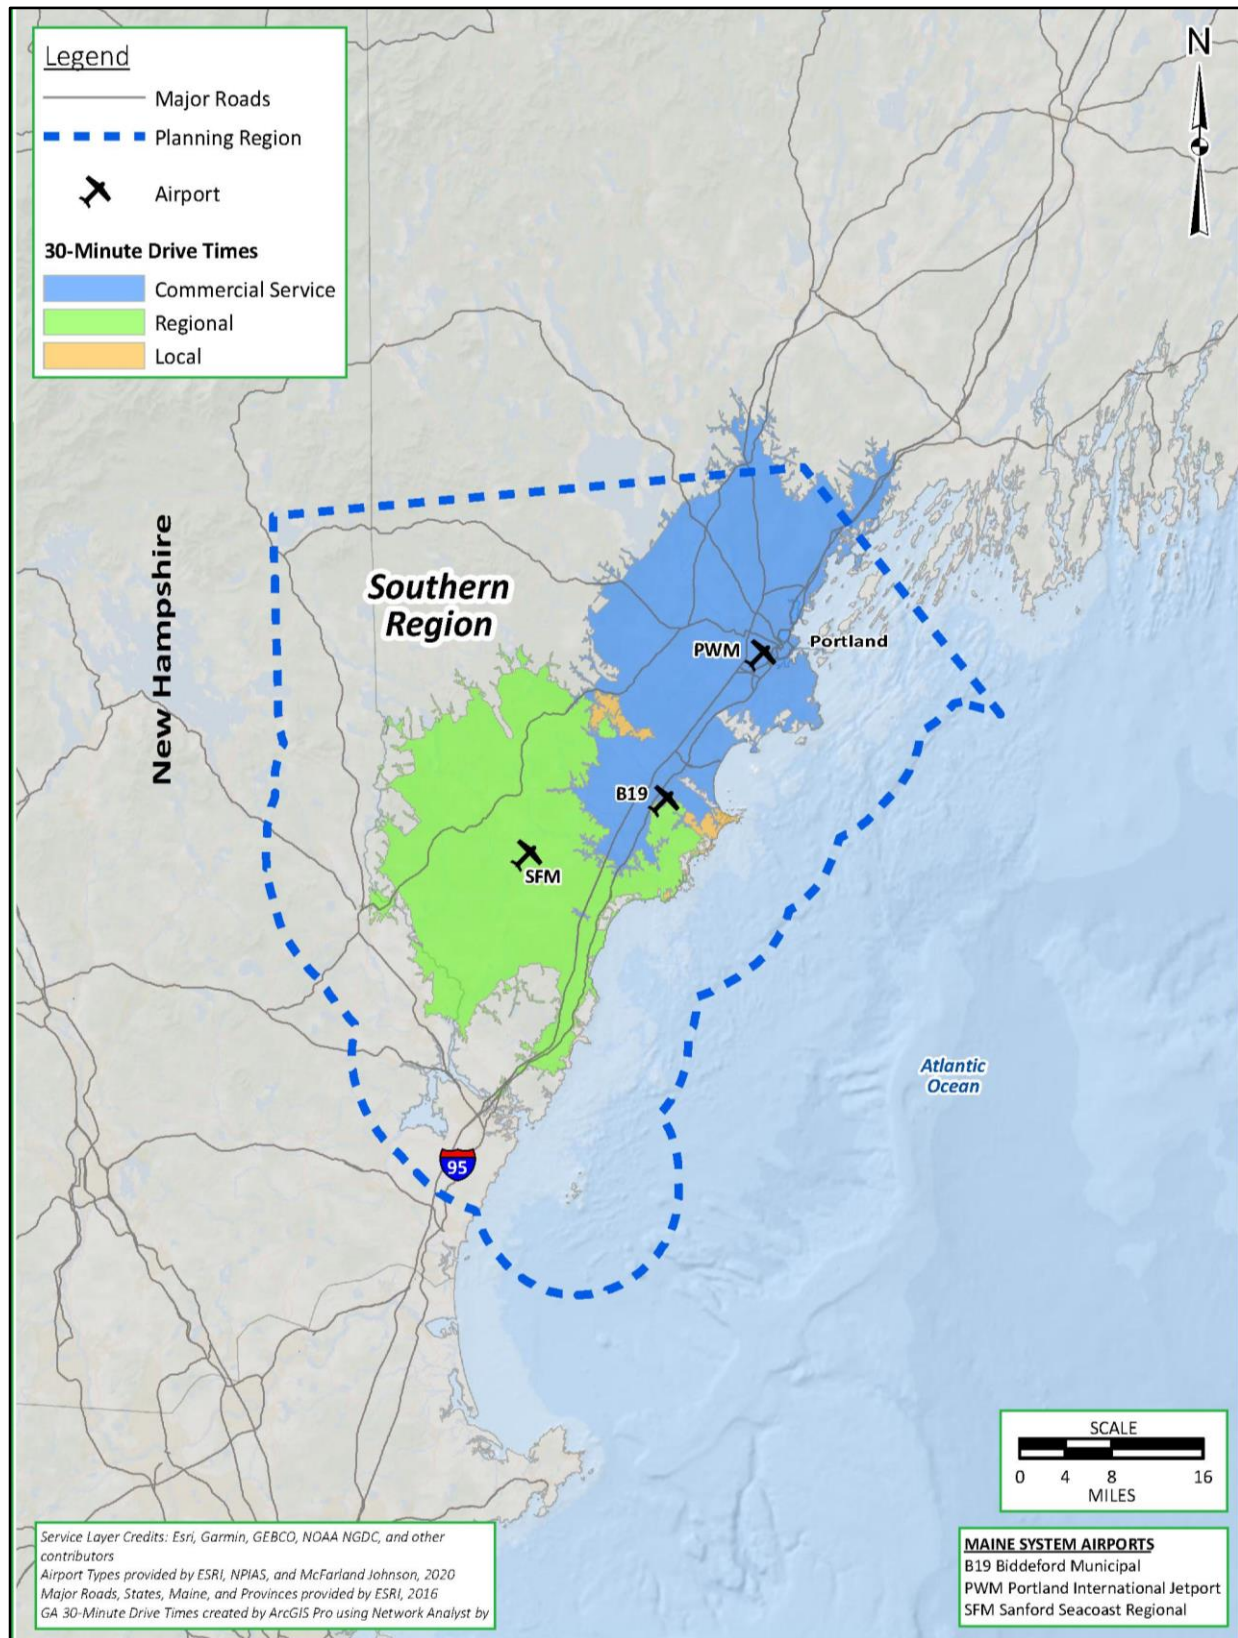 Legend
Major Roads
Planning Region
Airport
30-Minute Drive Times
Commercial Service
Regional
Local
N
New Hampshire
Southern
Region
PWM
Portland
B19
SFM
Atlantic
Ocean
95
SCALE
0 4 8 16
MILES
Service Layer Credits: Esri, Garmin, GEBCO, NOAA NGDC, and other
contributors
Airport Types provided by ESRI, NPIAS, and McFarland Johnson, 2020
Major Roads, States, Maine, and Provinces provided by ESRI, 2016
GA 30-Minute Drive Times created by ArcGIS Pro using Network Analyst by
MAINE SYSTEM AIRPORTS
B19 Biddeford Municipal
PWM Portland International Jetport
SFM Sanford Seacoast Regional